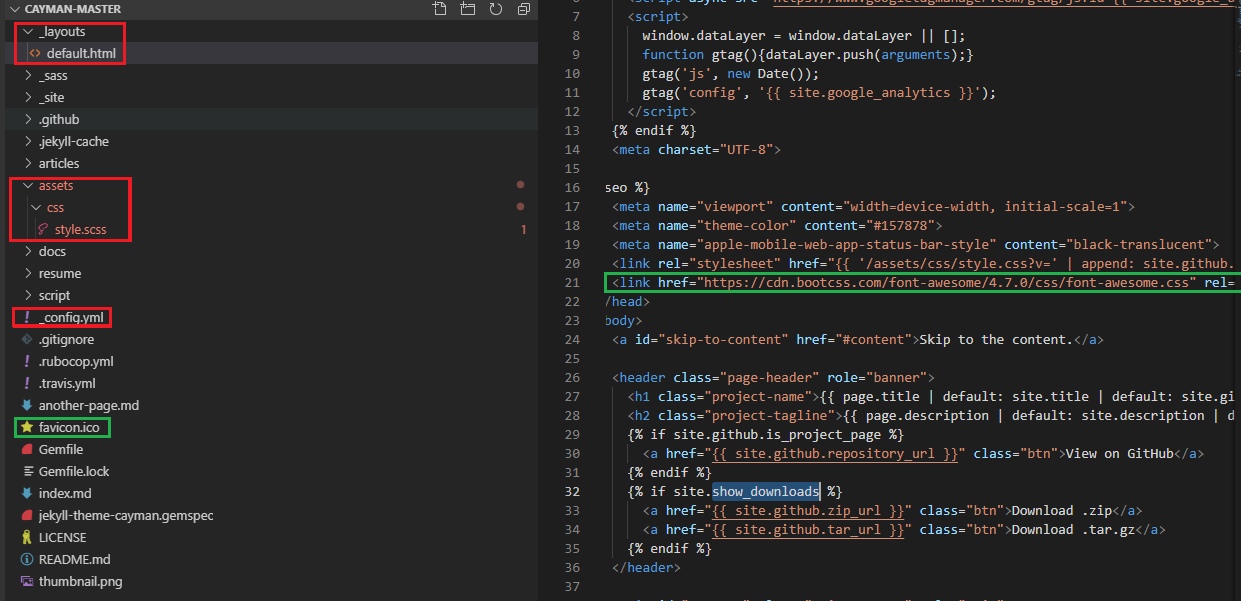 CAYMAN-MASTER
_layouts
default.html
_sass
_site
.github
.jekyll-cache
articles
assets
css
style.scss
1
docs
resume
script
_config.yml
.gitignore
.rubocop.yml
.travis.yml
another-page.md
favicon.ico
Gemfile
Gemfile.lock
index.md
jekyll-theme-cayman.gemspec
LICENSE
README.md
thumbnail.png
7 <script>
8 window.dataLayer = window.dataLayer || [];
9 function gtag(){dataLayer.push(arguments);}
10 gtag('js', new Date());
11 gtag('config', '{{ site.google_analytics }}');
12 </script>
13 {% endif %}
14 <meta charset="UTF-8">
15
16 seo %}
17 <meta name="viewport" content="width=device-width, initial-scale=1">
18 <meta name="theme-color" content="#157878">
19 <meta name="apple-mobile-web-app-status-bar-style" content="black-translucent">
20 <link rel="stylesheet" href="{{ '/assets/css/style.css?v=' | append: site.github.
21 <link href="https://cdn.bootcss.com/font-awesome/4.7.0/css/font-awesome.css" rel=
22 /head>
23 body>
24 <a id="skip-to-content" href="#content">Skip to the content.</a>
25
26 <header class="page-header" role="banner">
27 <h1 class="project-name">{{ page.title | default: site.title | default: site.gi
28 <h2 class="project-tagline">{{ page.description | default: site.description | d
29 {% if site.github.is_project_page %}
30 <a href="{{ site.github.repository_url }}" class="btn">View on GitHub</a>
31 {% endif %}
32 {% if site.show_downloads %}
33 <a href="{{ site.github.zip_url }}" class="btn">Download .zip</a>
34 <a href="{{ site.github.tar_url }}" class="btn">Download .tar.gz</a>
35 {% endif %}
36 </header>
37